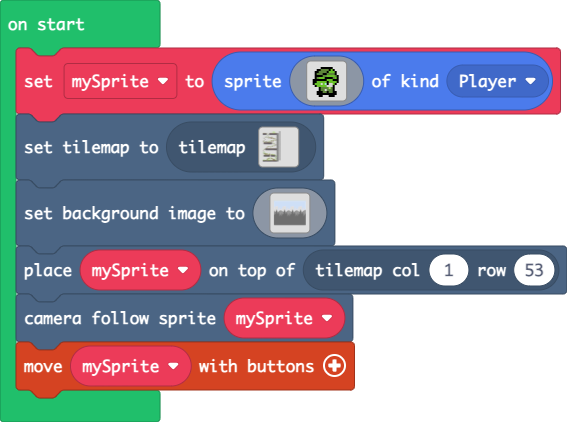 on start
set mySprite to sprite of kind Player
set tilemap to tilemap
set background image to
place mySprite on top of tilemap col 1 row 53
camera follow sprite mySprite
move mySprite with buttons